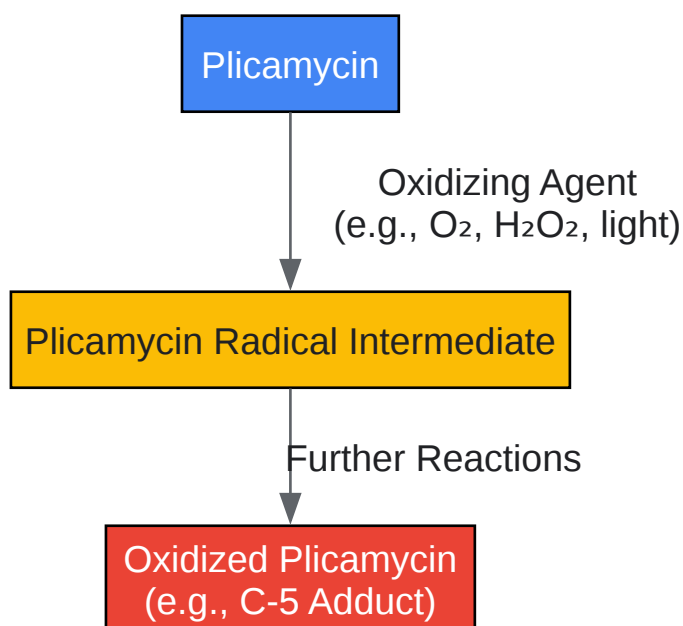 Plicamycin
Oxidizing Agent
(e.g., O₂, H₂O₂, light)
Plicamycin Radical Intermediate
Further Reactions
Oxidized Plicamycin
(e.g., C-5 Adduct)